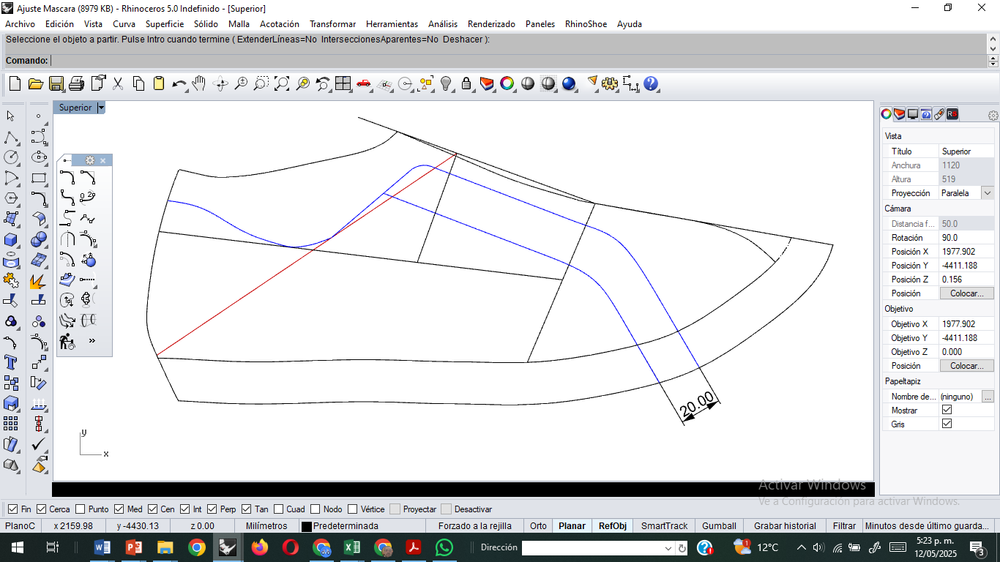 Ajuste Mascara (8979 KB) - Rhinoceros 5.0 Indefinido - [Superior]
Archivo Edición Vista Curva Superficie Sólido Malla Acotación Transformar Herramientas Análisis Renderizado Paneles RhinoShoe Ayuda
Seleccione el objeto a partir. Pulse Intro cuando termine ( ExtenderLíneas=No InterseccionesAparentes=No Deshacer ):
Comando:
Superior
Vista
Título Superior
Anchura 1120
Altura 519
Proyección Paralela
Cámara
Distancia f... 50.0
Rotación 90.0
Posición X 1977.902
Posición Y -4411.188
Posición Z 0.156
Posición Colocar...
Objetivo
Objetivo X 1977.902
Objetivo Y -4411.188
Objetivo Z 0.000
Posición Colocar...
Papeltapiz
Nombre de... (ninguno) ...
Mostrar
Gris
20.00
y
x
Activar Windows
Ve a Configuración para activar Windows.
Fin Cerca Punto Med Cen Int Perp Tan Cuad Nodo Vértice Proyectar Desactivar
PlanoC x 2159.98 y -4430.13 z 0.00 Milímetros Predeterminada Forzado a la rejilla Orto Planar RefObj SmartTrack Gumball Grabar historial Filtrar Minutos desde último guarda...
Dirección 12°C 5:23 p. m.
12/05/2025 3